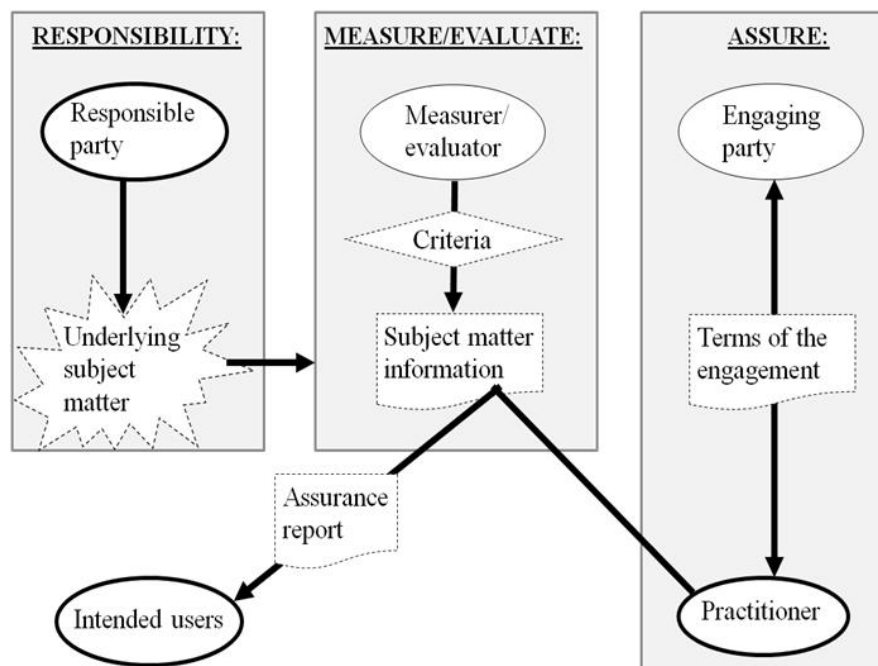 RESPONSIBILITY:
MEASURE/EVALUATE:
ASSURE:
Responsible
party
Measurer/
evaluator
Engaging
party
Criteria
Underlying
subject
matter
Subject matter
information
Terms of the
engagement
Assurance
report
Intended users
Practitioner